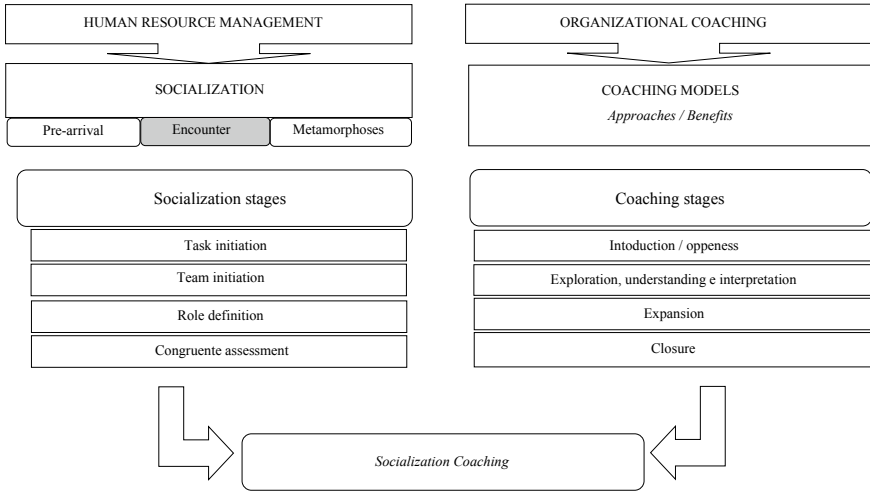 HUMAN RESOURCE MANAGEMENT
SOCIALIZATION
Pre-arrival
Encounter
Metamorphoses
Socialization stages
Task initiation
Team initiation
Role definition
Congruente assessment
ORGANIZATIONAL COACHING
COACHING MODELS
Approaches / Benefits
Coaching stages
Intoduction / oppeness
Exploration, understanding e interpretation
Expansion
Closure
Socialization Coaching